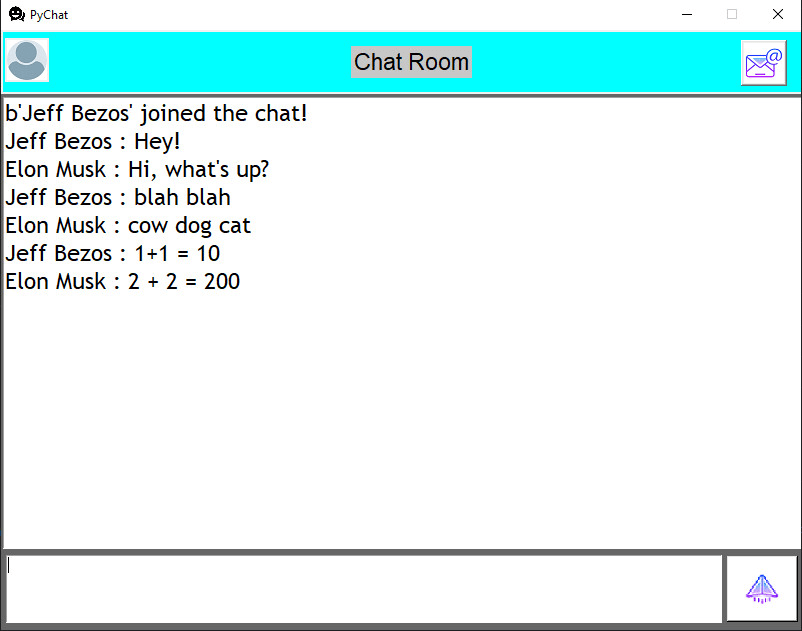 PyChat
Chat Room
b'Jeff Bezos' joined the chat!
Jeff Bezos : Hey!
Elon Musk : Hi, what's up?
Jeff Bezos : blah blah
Elon Musk : cow dog cat
Jeff Bezos : 1+1 = 10
Elon Musk : 2 + 2 = 200